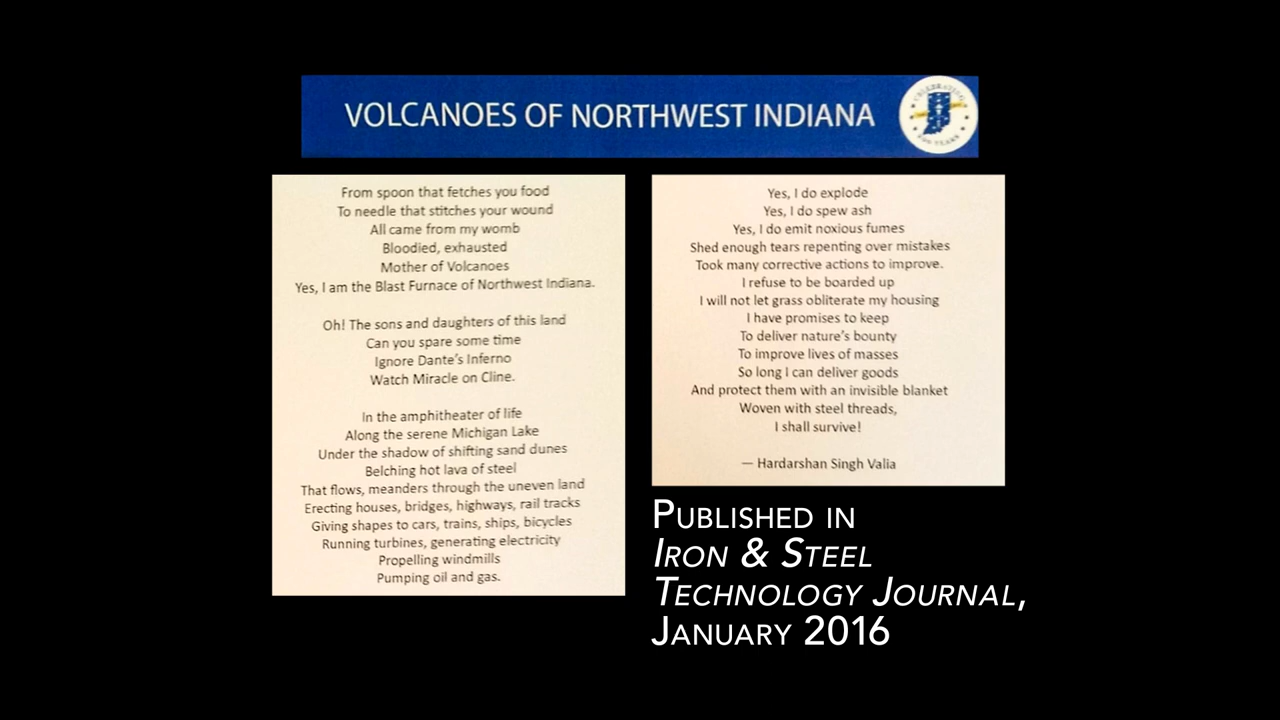 VOLCANOES OF NORTHWEST INDIANA
CELEBRATING
200 YEARS
From spoon that fetches you food
To needle that stitches your wound
All came from my womb
Bloodied, exhausted
Mother of Volcanoes
Yes, I am the Blast Furnace of Northwest Indiana.
Oh! The sons and daughters of this land
Can you spare some time
Ignore Dante's Inferno
Watch Miracle on Cline.
In the amphitheater of life
Along the serene Michigan Lake
Under the shadow of shifting sand dunes
Belching hot lava of steel
That flows, meanders through the uneven land
Erecting houses, bridges, highways, rail tracks
Giving shapes to cars, trains, ships, bicycles
Running turbines, generating electricity
Propelling windmills
Pumping oil and gas.
Yes, I do explode
Yes, I do spew ash
Yes, I do emit noxious fumes
Shed enough tears repenting over mistakes
Took many corrective actions to improve.
I refuse to be boarded up
I will not let grass obliterate my housing
I have promises to keep
To deliver nature's bounty
To improve lives of masses
So long I can deliver goods
And protect them with an invisible blanket
Woven with steel threads,
I shall survive!
— Hardarshan Singh Valia
PUBLISHED IN
IRON & STEEL
TECHNOLOGY JOURNAL,
JANUARY 2016